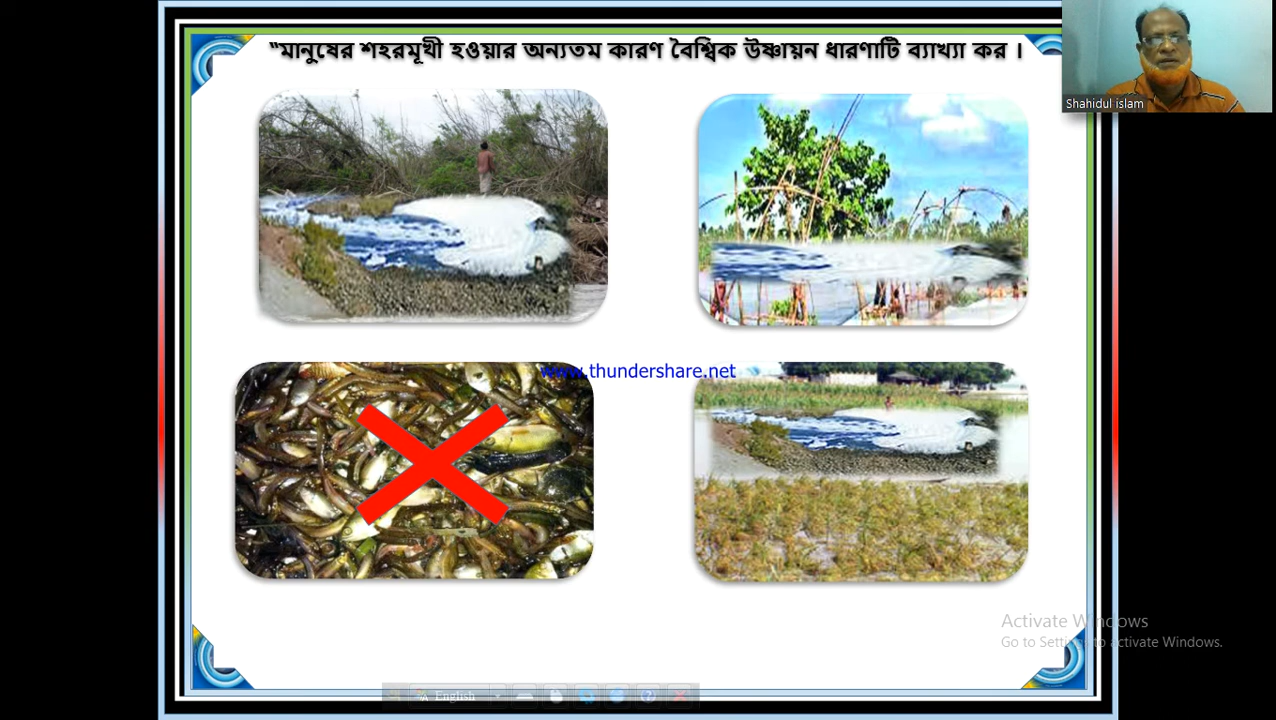 "মানুষের শহরমূখী হওয়ার অন্যতম কারণ বৈশ্বিক উষ্ণায়ন ধারণাটি ব্যাখ্যা কর ।
Shahidul islam
www.thundershare.net
Activate Windows
Go to Settings to activate Windows.
English